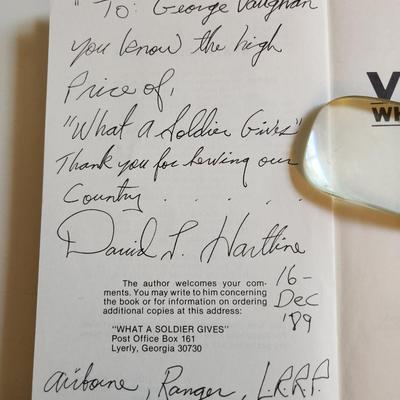 " To: George Vaughan
you know the high
Price of,
"What A Soldier Gives"
Thank you for serving our
Country . . . . . .
David L. Hartline
16-
Dec
'89
The author welcomes your com-
ments. You may write to him concerning
the book or for information on ordering
additional copies at this address:
"WHAT A SOLDIER GIVES"
Post Office Box 161
Lyerly, Georgia 30730
Airborne, Ranger, L.R.R.P.
V
WH